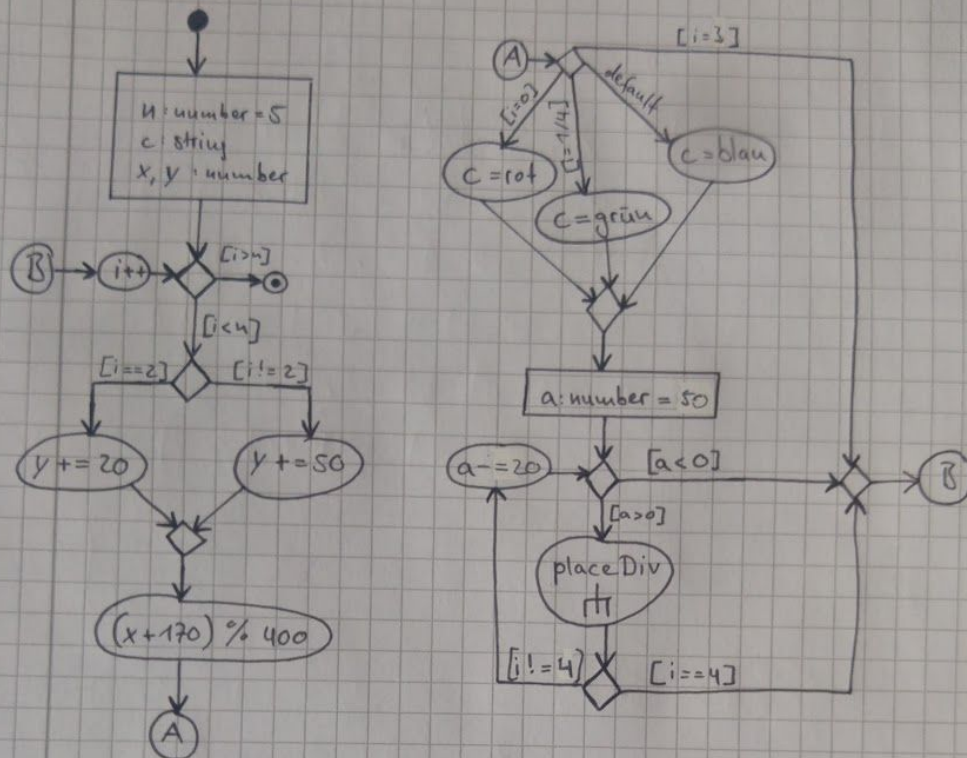 n : number = 5
c : string
x, y : number
B
i++
[i>n]
[i<n]
[i==2]
[i!=2]
y += 20
y += 50
(x+170) % 400
A
A
[i=3]
[i=0]
[i=1/4]
default
c = rot
c = grün
c = blau
a : number = 50
a -= 20
[a<0]
B
[a>0]
placeDiv
[i!=4]
[i==4]